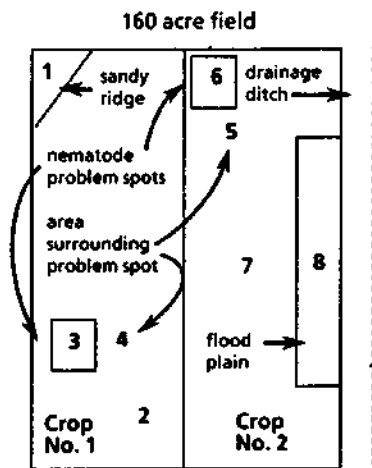 160 acre field
1
sandy
ridge
6
drainage
ditch
5
nematode
problem spots
area
surrounding
problem spot
7
8
3
4
flood
plain
2
Crop
No. 1
Crop
No. 2